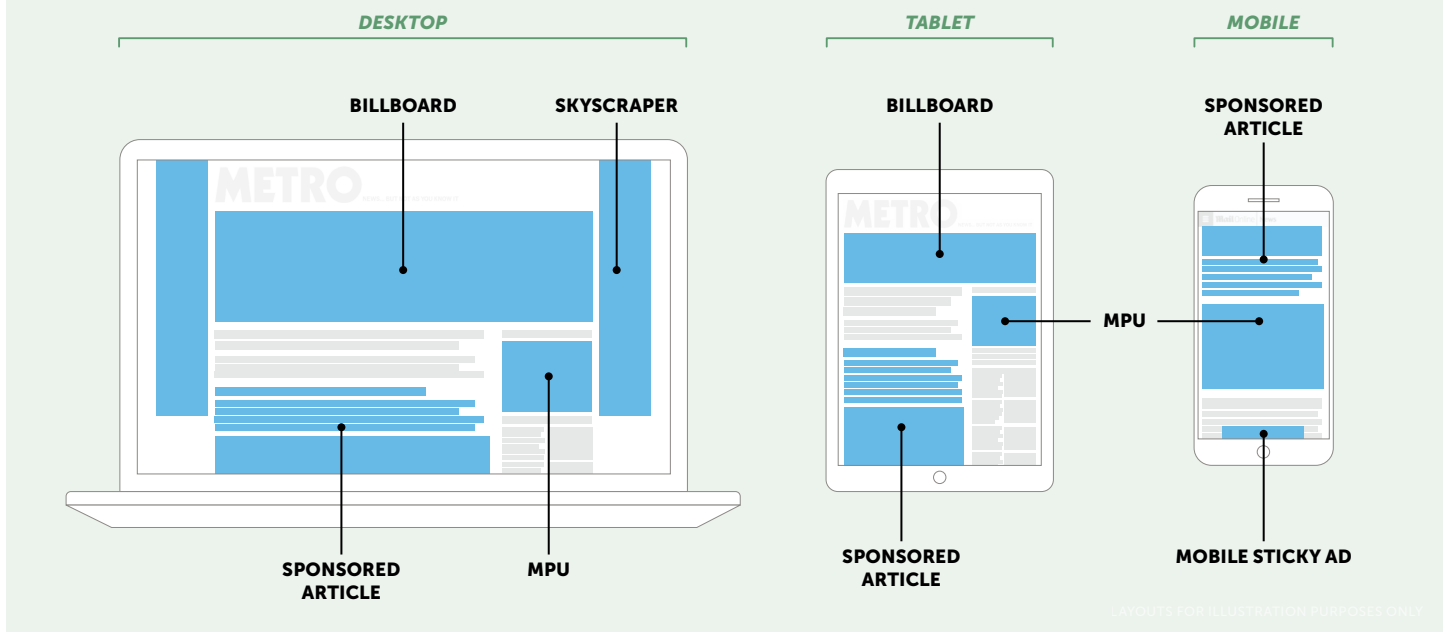 DESKTOP
TABLET
MOBILE
BILLBOARD
SKYSCRAPER
BILLBOARD
SPONSORED
ARTICLE
METRO
METRO
MPU
SPONSORED
ARTICLE
MPU
SPONSORED
ARTICLE
MOBILE STICKY AD
LAYOUTS FOR ILLUSTRATION PURPOSES ONLY